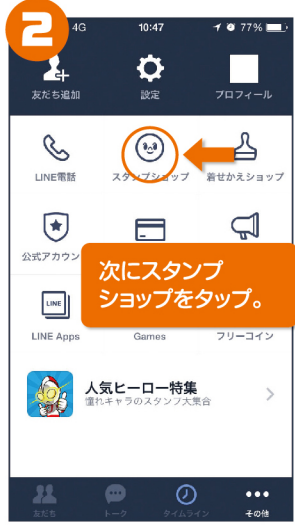 2
4G 10:47 77%
友だち追加 設定 プロフィール
LINE電話 スタンプショップ 着せかえショップ
公式アカウン
次にスタンプ
ショップをタップ。
LINE
LINE Apps Games フリーコイン
人気ヒーロー特集
憧れキャラのスタンプ大集合
友だち トーク タイムライン その他